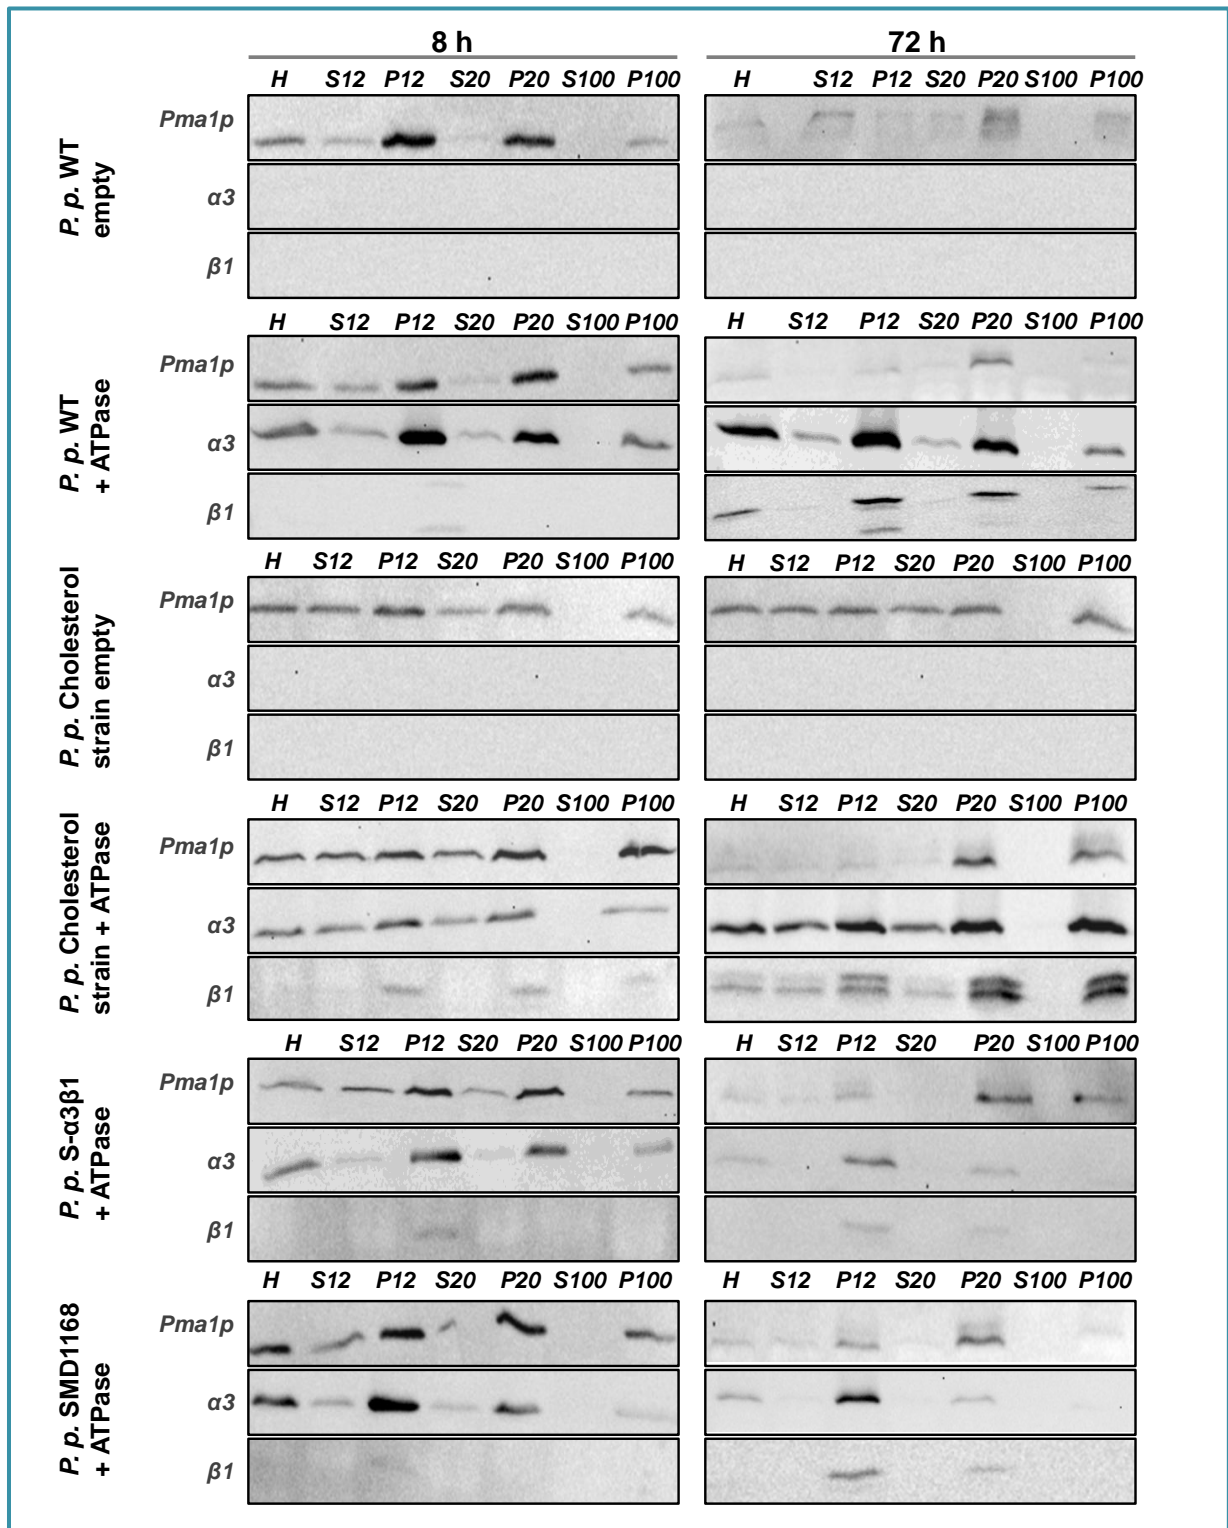 8 h 72 h
H S12 P12 S20 P20 S100 P100 H S12 P12 S20 P20 S100 P100
P. p. WT
empty
Pma1p
α3
β1
H S12 P12 S20 P20 S100 P100 H S12 P12 S20 P20 S100 P100
P. p. WT
+ ATPase
Pma1p
α3
β1
H S12 P12 S20 P20 S100 P100 H S12 P12 S20 P20 S100 P100
P. p. Cholesterol
strain empty
Pma1p
α3
β1
H S12 P12 S20 P20 S100 P100 H S12 P12 S20 P20 S100 P100
P. p. Cholesterol
strain + ATPase
Pma1p
α3
β1
H S12 P12 S20 P20 S100 P100 H S12 P12 S20 P20 S100 P100
P. p. S-α3β1
+ ATPase
Pma1p
α3
β1
H S12 P12 S20 P20 S100 P100 H S12 P12 S20 P20 S100 P100
P. p. SMD1168
+ ATPase
Pma1p
α3
β1